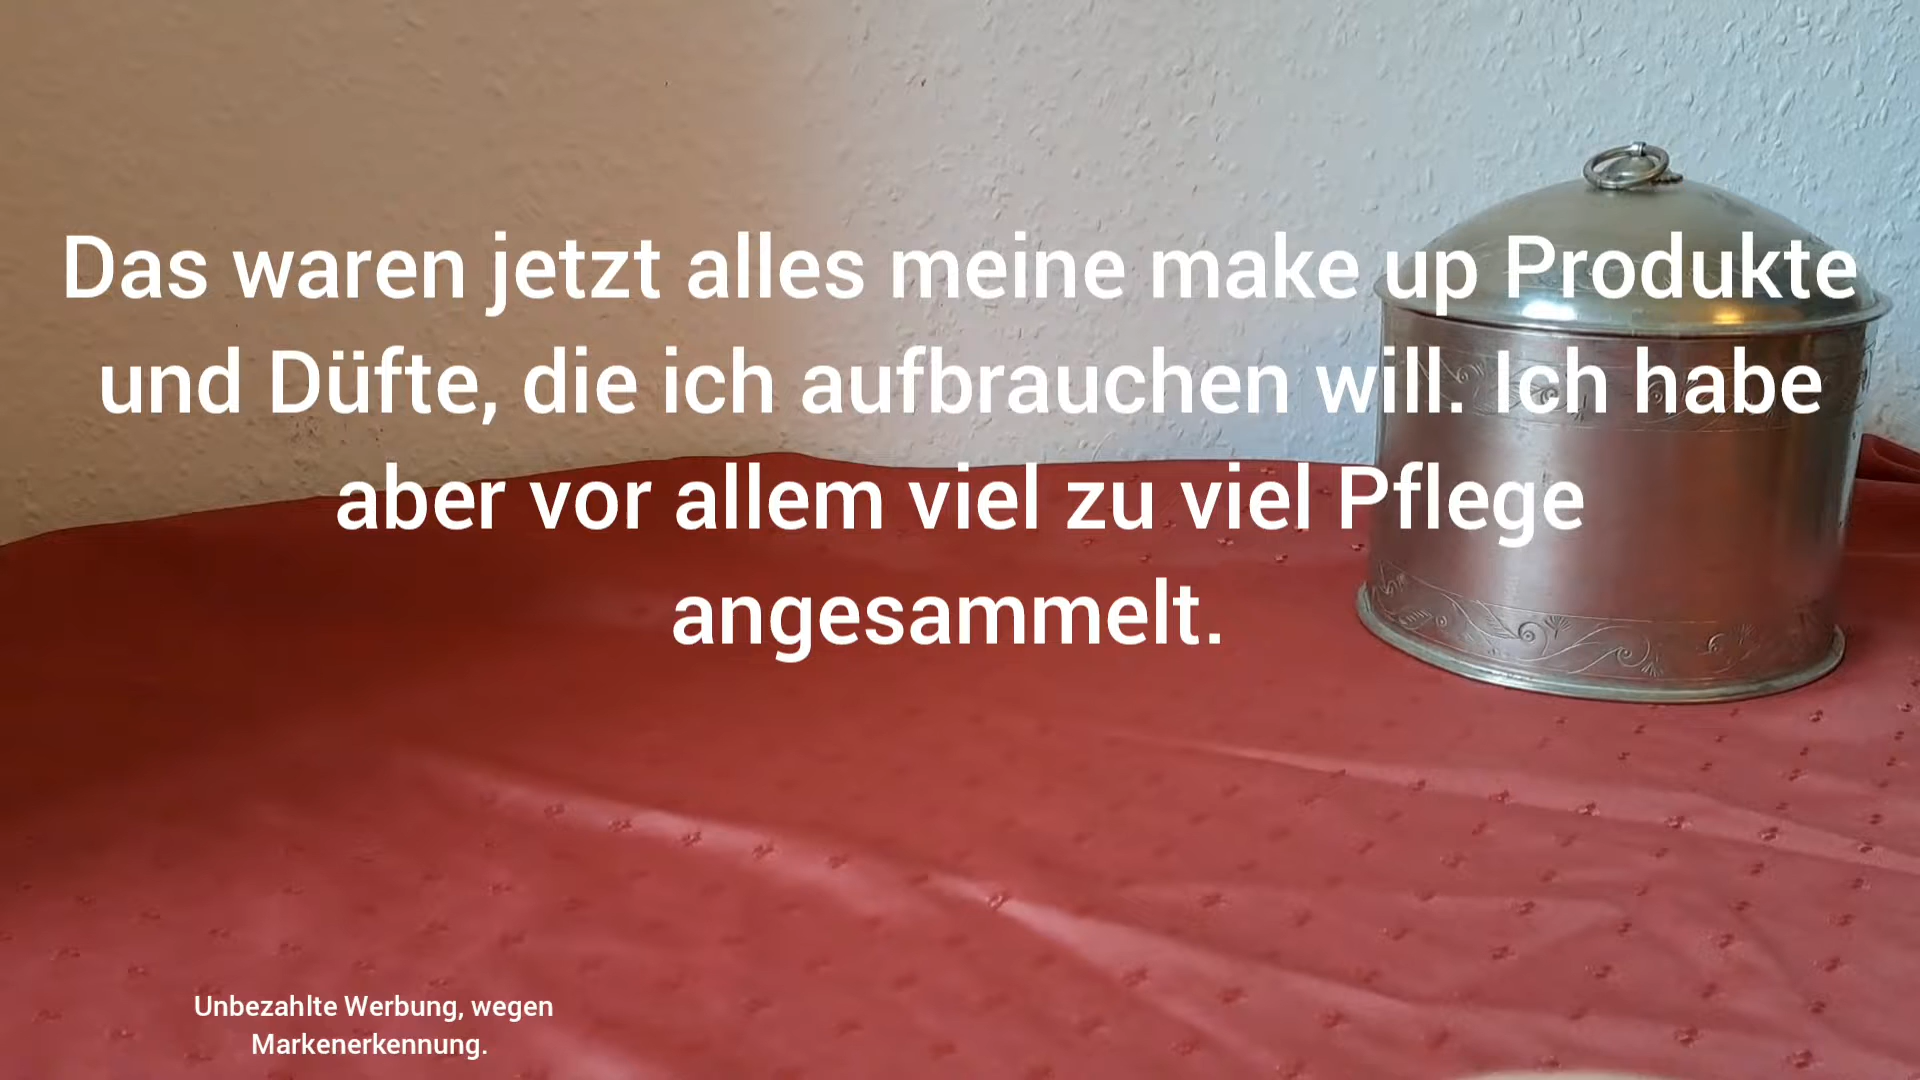 Das waren jetzt alles meine make up Produkte
und Düfte, die ich aufbrauchen will. Ich habe
aber vor allem viel zu viel Pflege
angesammelt.
Unbezahlte Werbung, wegen
Markenerkennung.